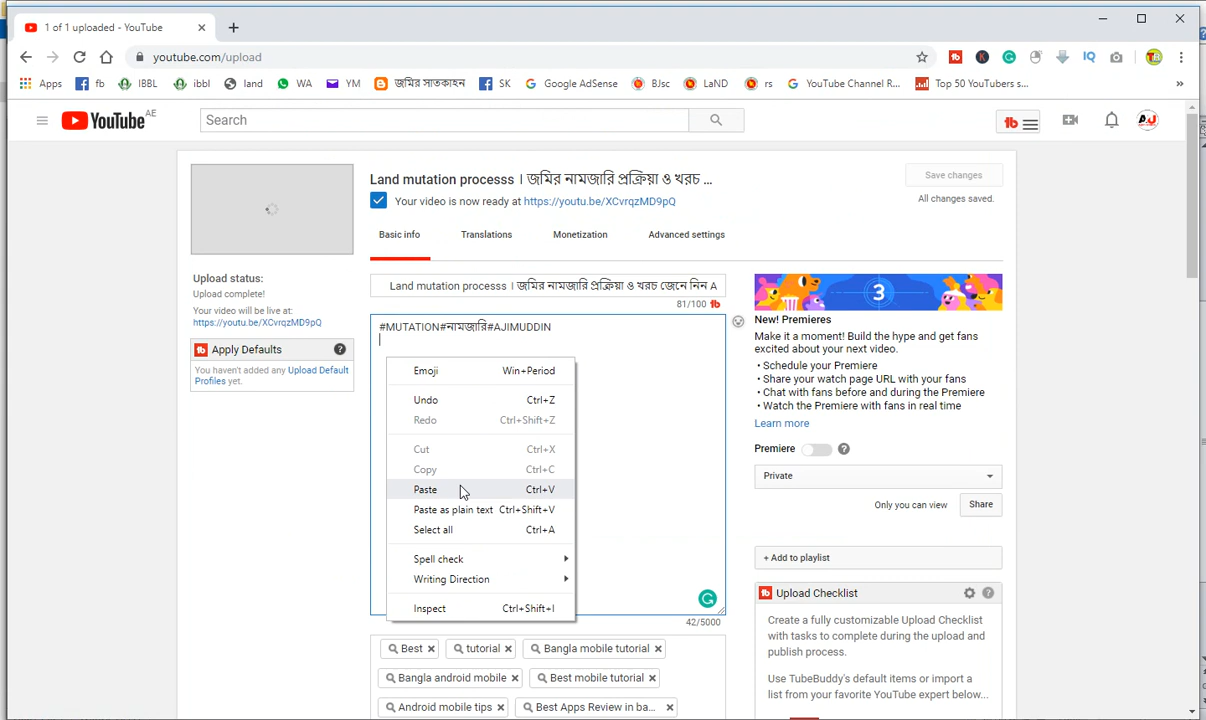 1 of 1 uploaded - YouTube
youtube.com/upload
Apps fb IBBL ibbl land WA YM জমির সাতকাহন SK Google AdSense BJsc LaND rs YouTube Channel R... Top 50 YouTubers s...
YouTube AE
Search
Land mutation processs । জমির নামজারি প্রক্রিয়া ও খরচ ...
Save changes
Your video is now ready at https://youtu.be/XCvrqzMD9pQ
All changes saved.
Basic info Translations Monetization Advanced settings
Upload status:
Upload complete!
Your video will be live at:
https://youtu.be/XCvrqzMD9pQ
Apply Defaults
You haven't added any Upload Default
Profiles yet.
Land mutation processs । জমির নামজারি প্রক্রিয়া ও খরচ জেনে নিন A
81/100
#MUTATION#নামজারি#AJIMUDDIN
Emoji Win+Period
Undo Ctrl+Z
Redo Ctrl+Shift+Z
Cut Ctrl+X
Copy Ctrl+C
Paste Ctrl+V
Paste as plain text Ctrl+Shift+V
Select all Ctrl+A
Spell check
Writing Direction
Inspect Ctrl+Shift+I
42/5000
Best tutorial Bangla mobile tutorial
Bangla android mobile Best mobile tutorial
Android mobile tips Best Apps Review in ba...
3
New! Premieres
Make it a moment! Build the hype and get fans
excited about your next video.
• Schedule your Premiere
• Share your watch page URL with your fans
• Chat with fans before and during the Premiere
• Watch the Premiere with fans in real time
Learn more
Premiere
Private
Only you can view Share
+ Add to playlist
Upload Checklist
Create a fully customizable Upload Checklist
with tasks to complete during the upload and
publish process.
Use TubeBuddy's default items or import a
list from your favorite YouTube expert below...